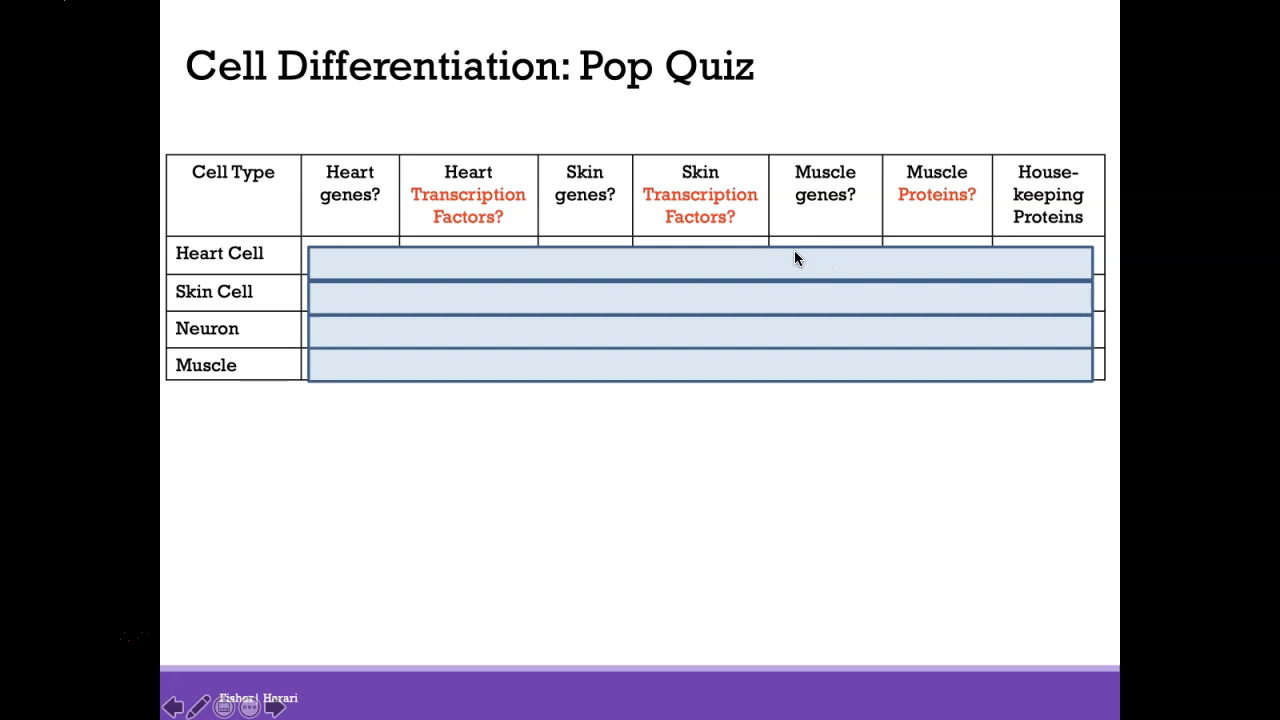 Cell Differentiation: Pop Quiz
Cell Type
Heart
genes?
Heart
Transcription
Factors?
Skin
genes?
Skin
Transcription
Factors?
Muscle
genes?
Muscle
Proteins?
House-
keeping
Proteins
Heart Cell
Skin Cell
Neuron
Muscle